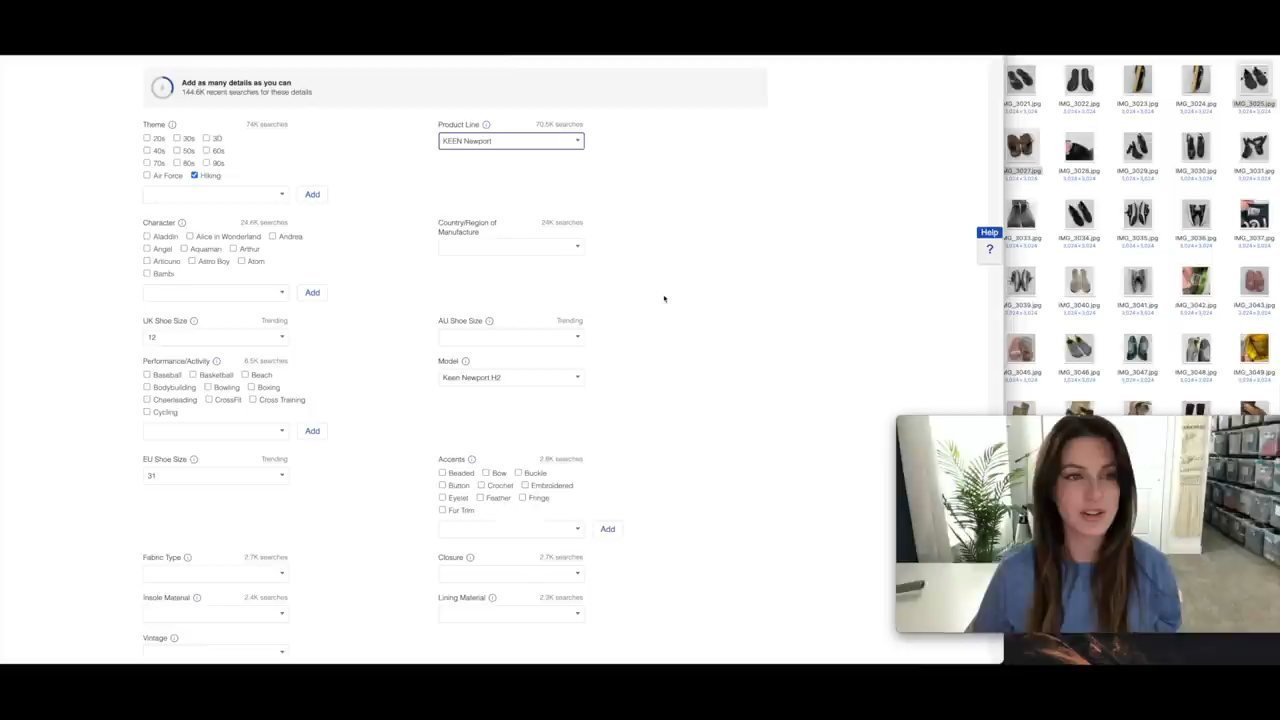 Add as many details as you can
144.6K recent searches for these details
Theme 74K searches
20s 30s 3D
40s 50s 60s
70s 80s 90s
Air Force Hiking
Add
Product Line 70.5K searches
KEEN Newport
Character 24.6K searches
Aladdin Alice in Wonderland Andrea
Angel Aquaman Arthur
Articuno Astro Boy Atom
Bambi
Add
Country/Region of
Manufacture
24K searches
UK Shoe Size Trending
12
AU Shoe Size Trending
Performance/Activity 6.5K searches
Baseball Basketball Beach
Bodybuilding Bowling Boxing
Cheerleading CrossFit Cross Training
Cycling
Add
Model
Keen Newport H2
EU Shoe Size Trending
31
Accents 2.8K searches
Beaded Bow Buckle
Button Crochet Embroidered
Eyelet Feather Fringe
Fur Trim
Add
Fabric Type 2.7K searches
Closure 2.7K searches
Insole Material 2.4K searches
Lining Material 2.3K searches
Vintage
Help
?
MG_3021.jpg IMG_3022.jpg IMG_3023.jpg IMG_3024.jpg IMG_3025.jpg
MG_3027.jpg IMG_3028.jpg IMG_3029.jpg IMG_3030.jpg IMG_3031.jpg
MG_3033.jpg IMG_3034.jpg IMG_3035.jpg IMG_3036.jpg IMG_3037.jpg
MG_3039.jpg IMG_3040.jpg IMG_3041.jpg IMG_3042.jpg IMG_3043.jpg
MG_3045.jpg IMG_3046.jpg IMG_3047.jpg IMG_3048.jpg IMG_3049.jpg